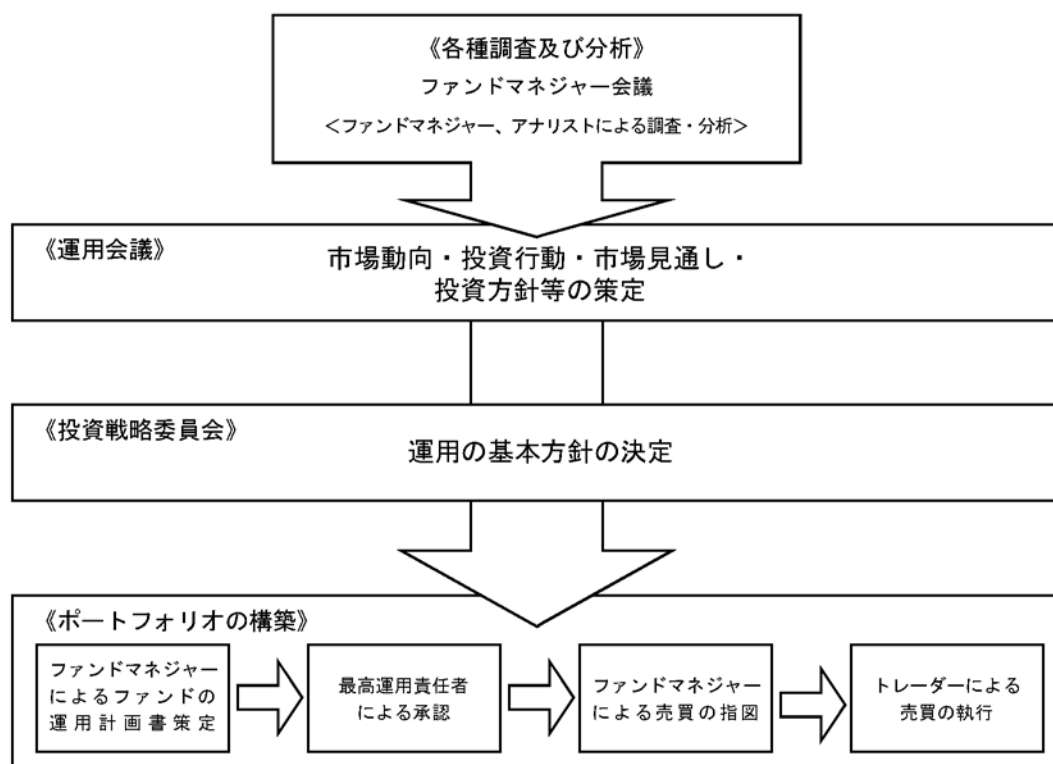 《各種調査及び分析》
ファンドマネジャー会議
＜ファンドマネジャー、アナリストによる調査・分析＞
《運用会議》
市場動向・投資行動・市場見通し・
投資方針等の策定
《投資戦略委員会》
運用の基本方針の決定
《ポートフォリオの構築》
ファンドマネジャー
によるファンドの
運用計画書策定
最高運用責任者
による承認
ファンドマネジャー
による売買の指図
トレーダーによる
売買の執行